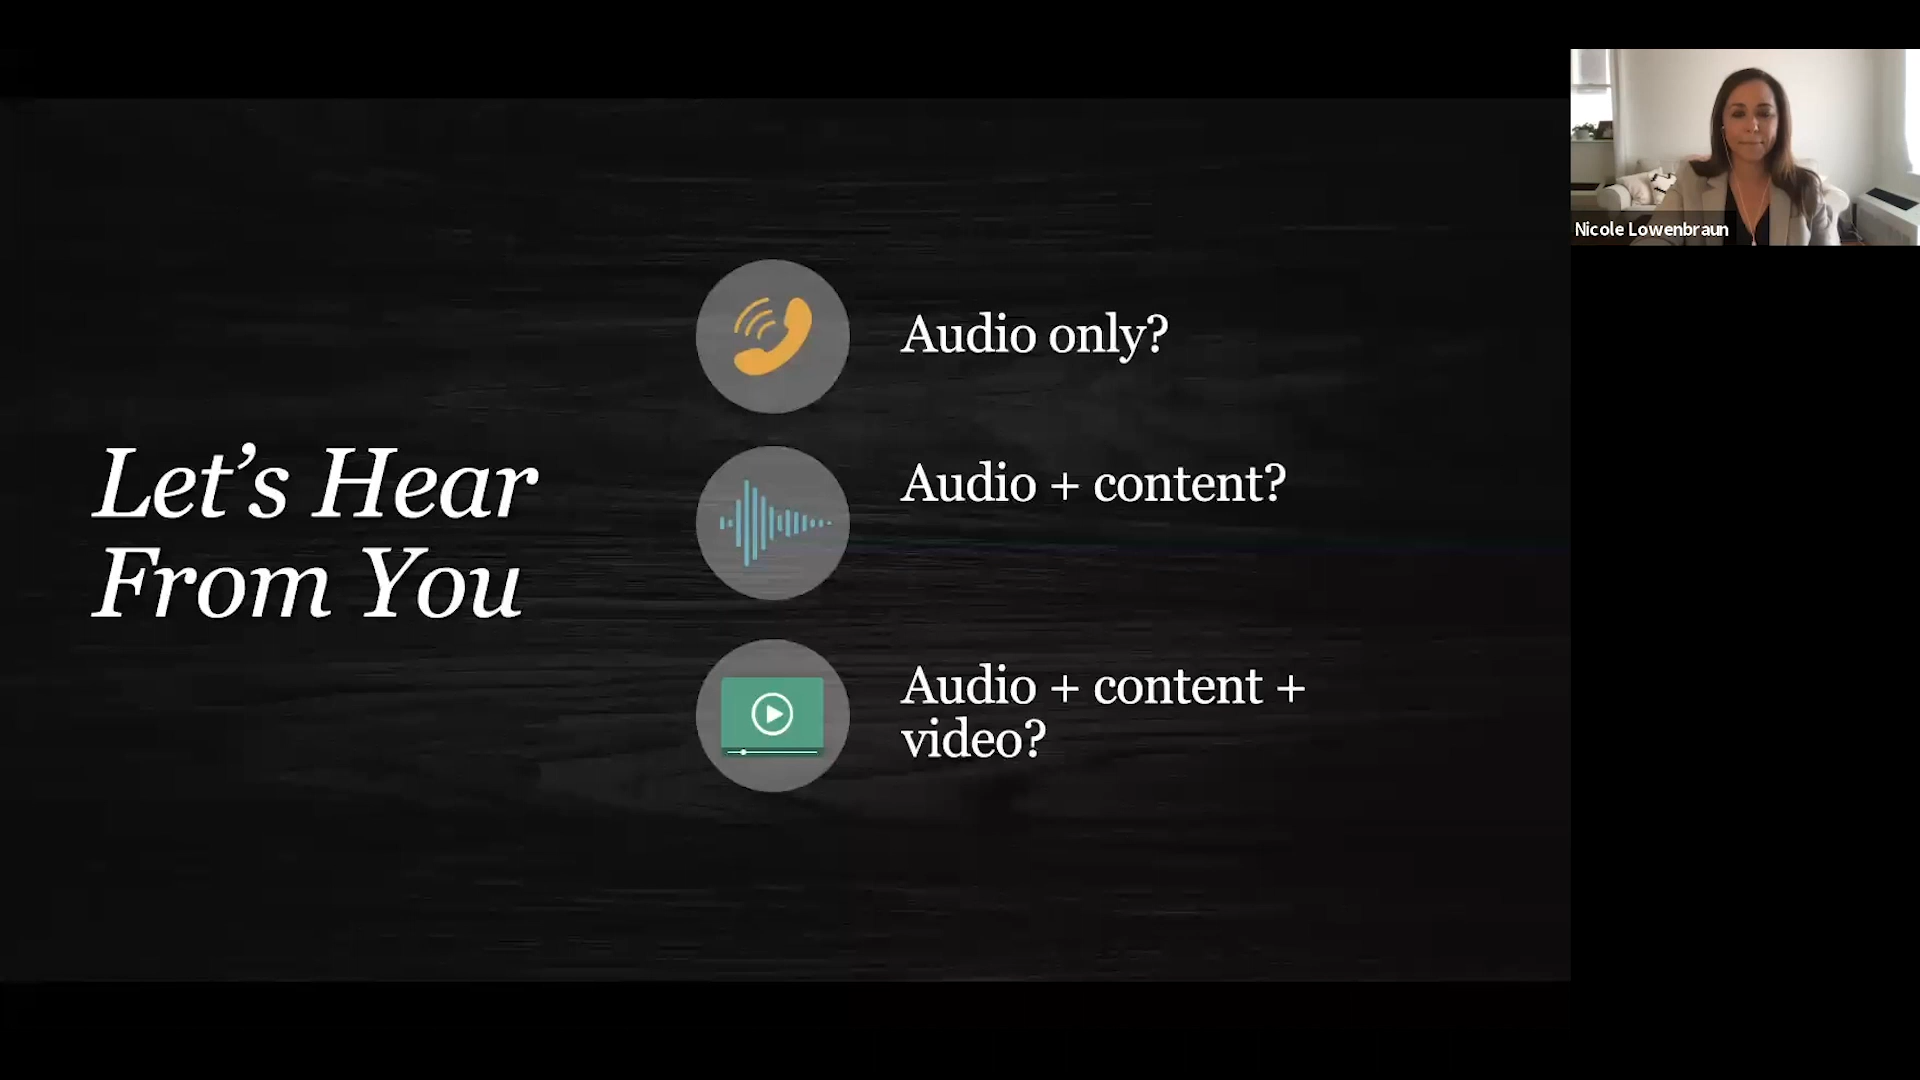 Let's Hear
From You
Audio only?
Audio + content?
Audio + content +
video?
Nicole Lowenbraun